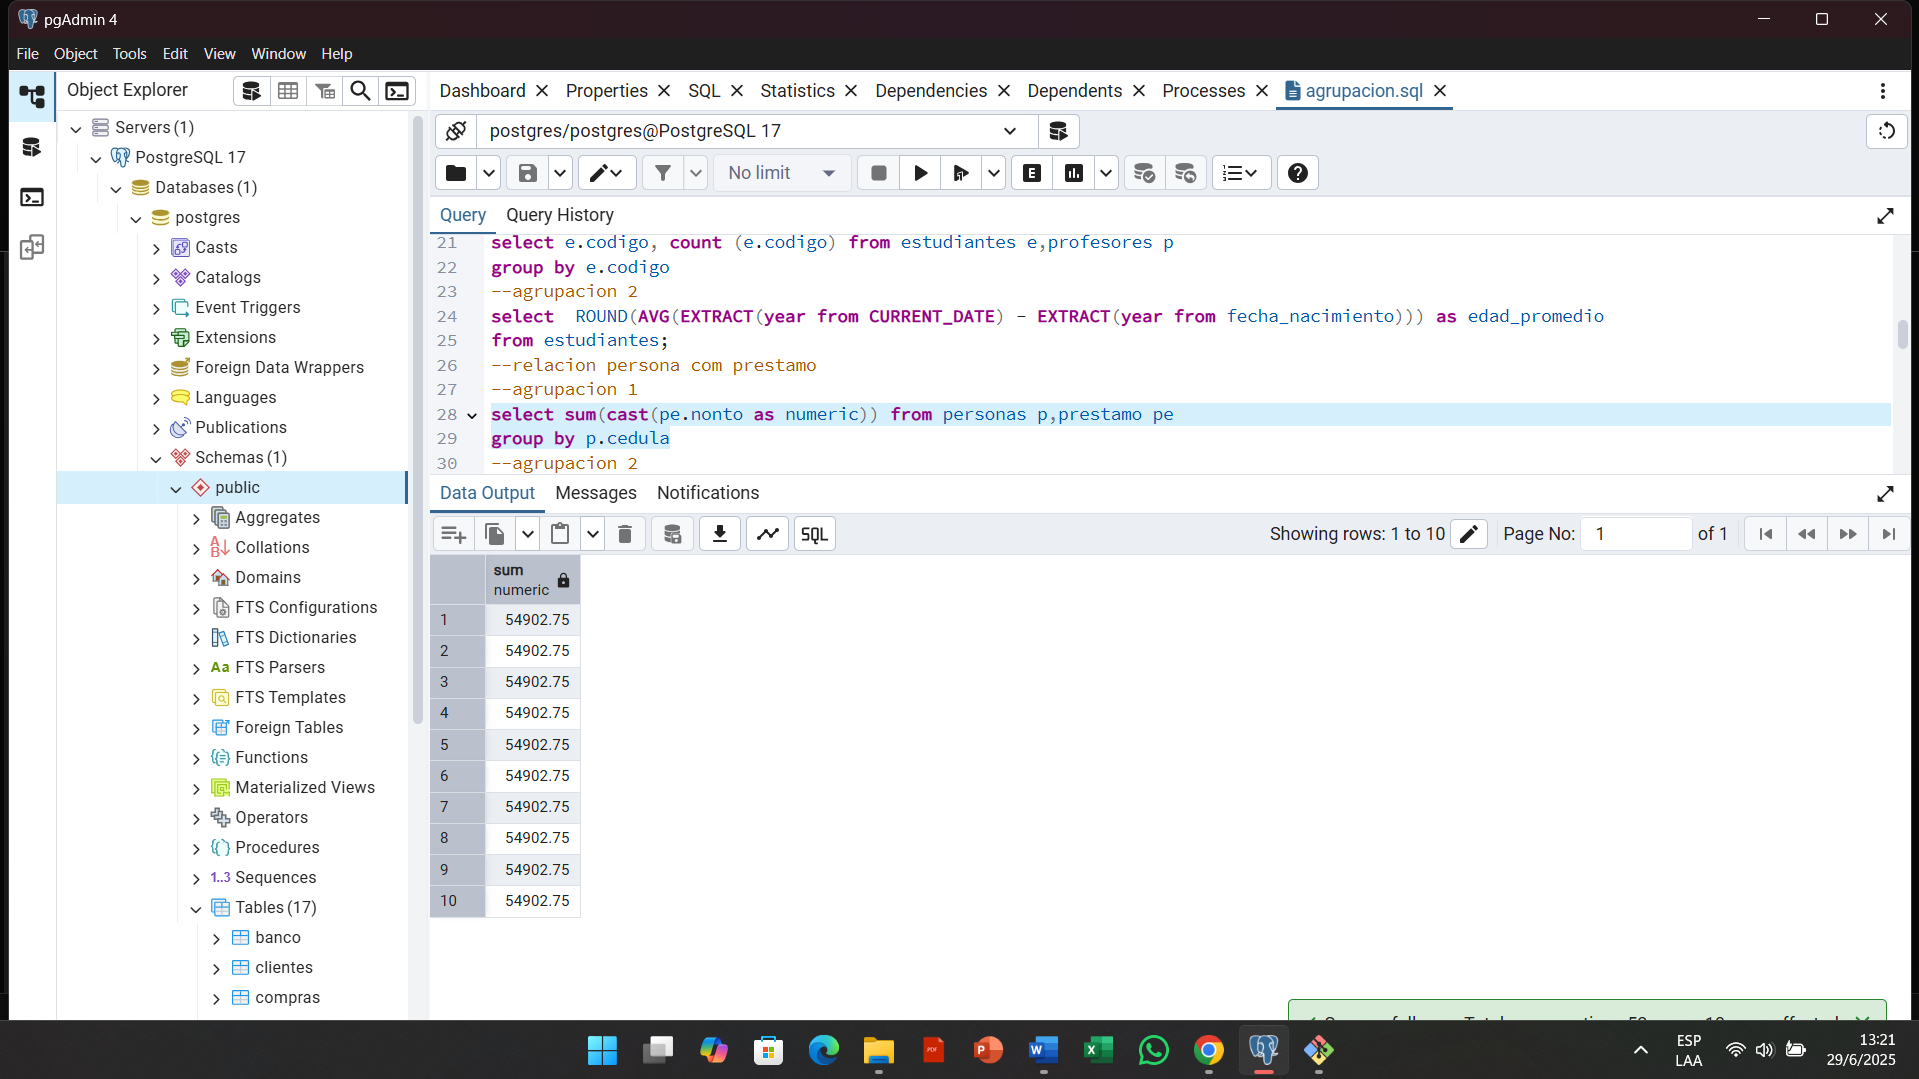 pgAdmin 4
File Object Tools Edit View Window Help
Object Explorer
Servers (1)
PostgreSQL 17
Databases (1)
postgres
Casts
Catalogs
Event Triggers
Extensions
Foreign Data Wrappers
Languages
Publications
Schemas (1)
public
Aggregates
Collations
Domains
FTS Configurations
FTS Dictionaries
Aa FTS Parsers
FTS Templates
Foreign Tables
Functions
Materialized Views
Operators
Procedures
1..3 Sequences
Tables (17)
banco
clientes
compras
Dashboard Properties SQL Statistics Dependencies Dependents Processes agrupacion.sql
postgres/postgres@PostgreSQL 17
No limit E
Query Query History
21 select e.codigo, count (e.codigo) from estudiantes e,profesores p
22 group by e.codigo
23 --agrupacion 2
24 select  ROUND(AVG(EXTRACT(year from CURRENT_DATE) - EXTRACT(year from fecha_nacimiento))) as edad_promedio
25 from estudiantes;
26 --relacion persona com prestamo
27 --agrupacion 1
28 select sum(cast(pe.nonto as numeric)) from personas p,prestamo pe
29 group by p.cedula
30 --agrupacion 2
Data Output Messages Notifications
SQL Showing rows: 1 to 10 Page No: 1 of 1
sum
numeric
1 54902.75
2 54902.75
3 54902.75
4 54902.75
5 54902.75
6 54902.75
7 54902.75
8 54902.75
9 54902.75
10 54902.75
ESP
LAA
13:21
29/6/2025